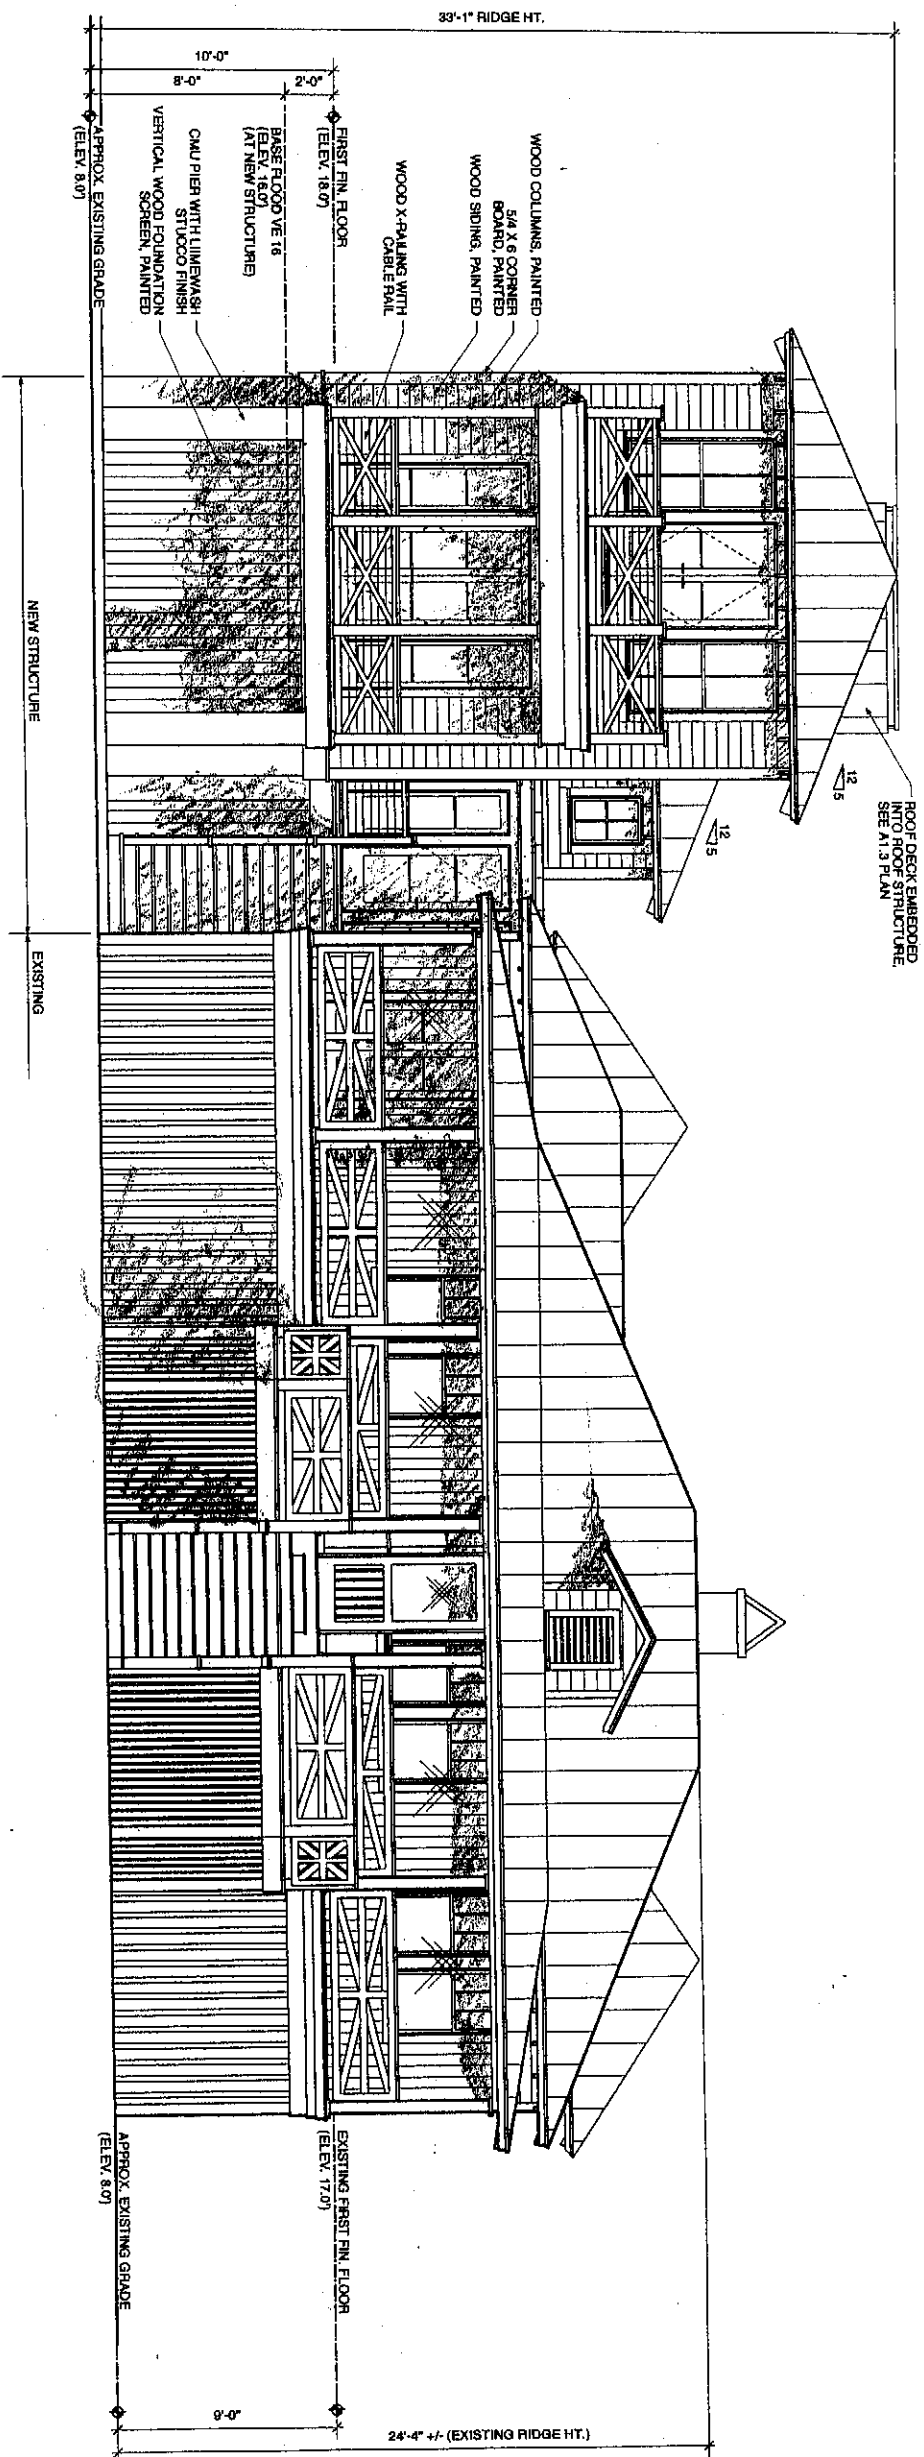 33'-1" RIDGE HT.
10'-0"
8'-0"
2'-0"
FIRST FIN. FLOOR
(ELEV. 18.0')
BASE FLOOD VE 16
(ELEV. 16.0')
(AT NEW STRUCTURE)
APPROX. EXISTING GRADE
(ELEV. 8.0')
ROOF DECK EMBEDDED
INTO ROOF STRUCTURE,
SEE A1.3 PLAN
12
5
12
5
WOOD COLUMNS, PAINTED
5/4 X 6 CORNER
BOARD, PAINTED
WOOD SIDING, PAINTED
WOOD X-RAILING WITH
CABLE RAIL
CMU PIER WITH LIMEWASH
STUCCO FINISH
VERTICAL WOOD FOUNDATION
SCREEN, PAINTED
NEW STRUCTURE
EXISTING
EXISTING FIRST FIN. FLOOR
(ELEV. 17.0')
APPROX. EXISTING GRADE
(ELEV. 8.0')
9'-0"
24'-4" +/- (EXISTING RIDGE HT.)